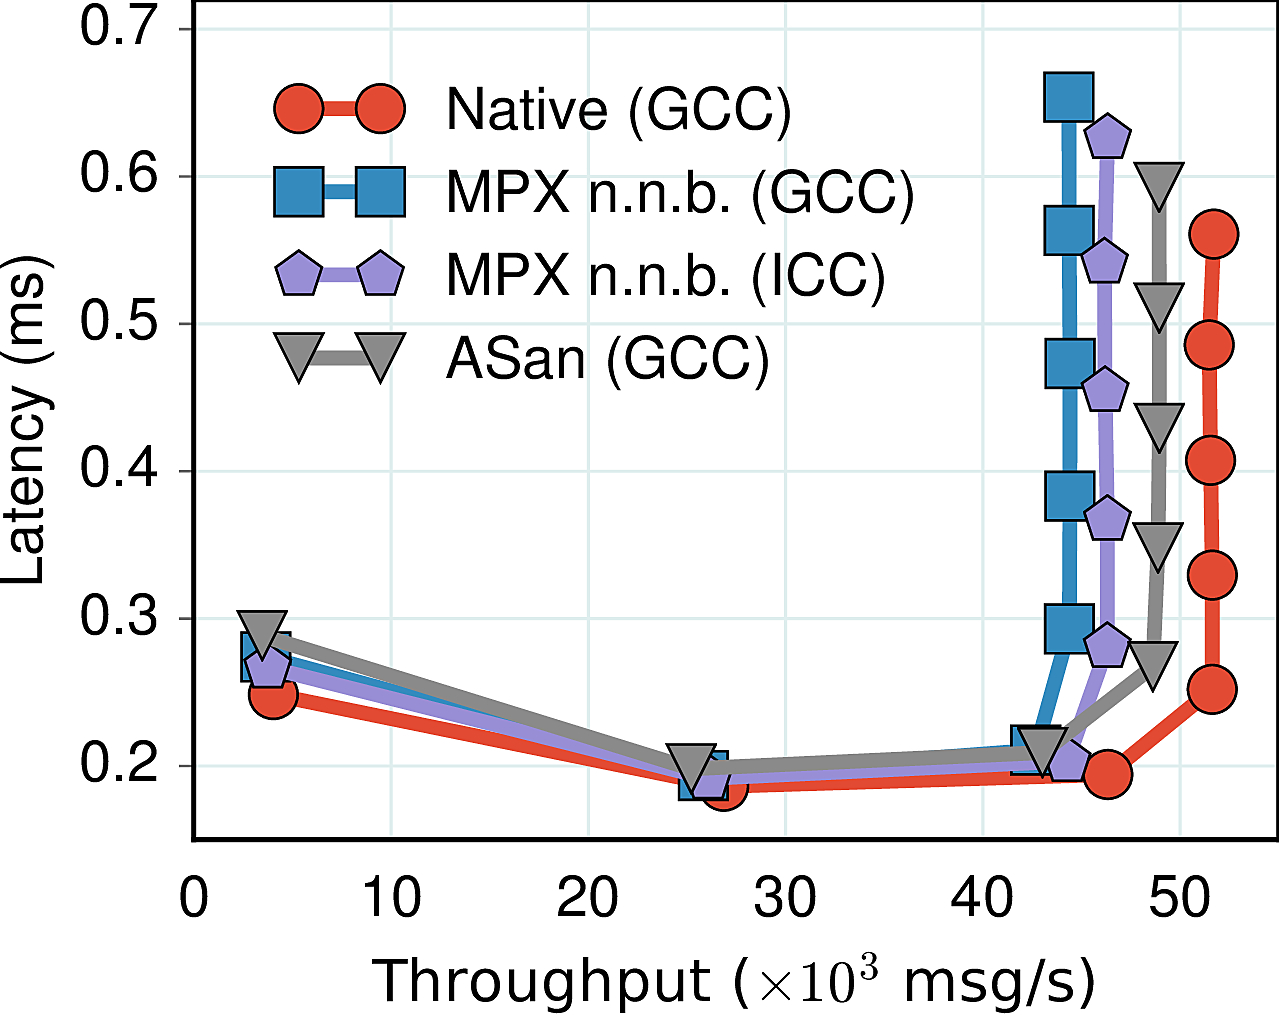 0.7
0.6
0.5
0.4
0.3
0.2
Latency (ms)
Native (GCC)
MPX n.n.b. (GCC)
MPX n.n.b. (ICC)
ASan (GCC)
0 10 20 30 40 50
Throughput (×10³ msg/s)